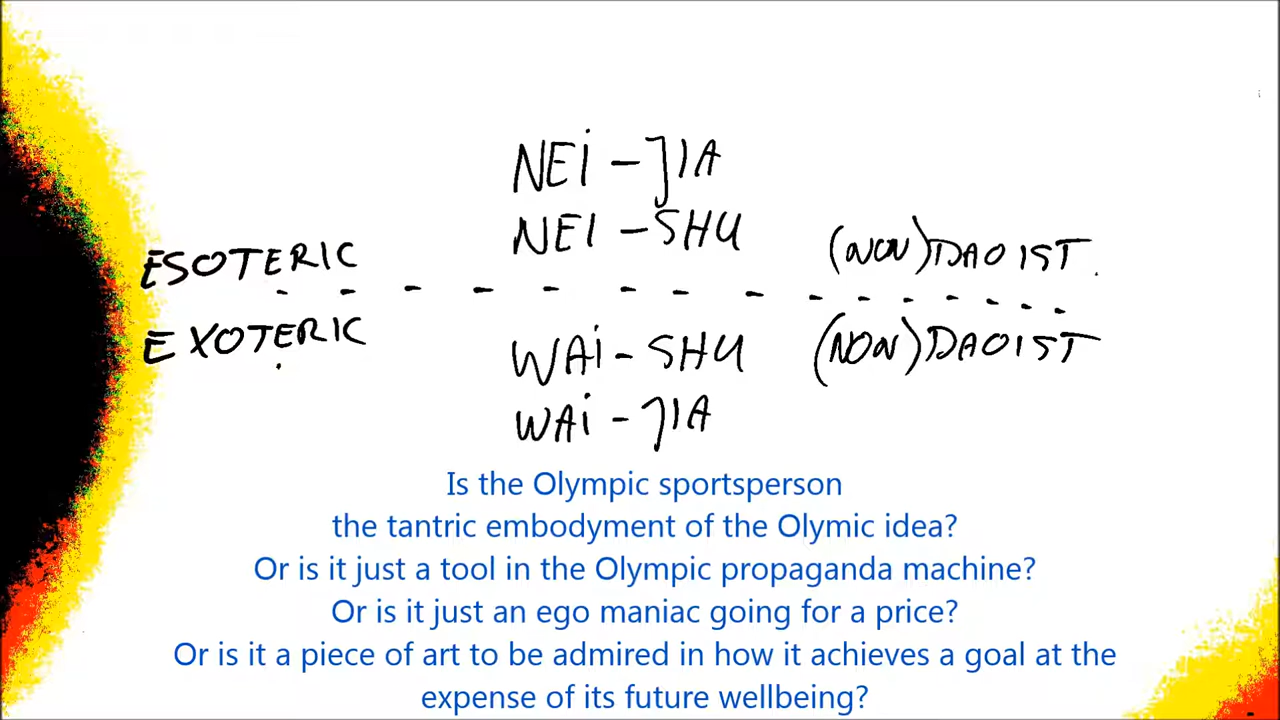 NEI - JIA
NEI - SHU
ESOTERIC
(NON) DAOIST
EXOTERIC
WAI - SHU
(NON) DAOIST
WAI - JIA
Is the Olympic sportsperson
the tantric embodyment of the Olymic idea?
Or is it just a tool in the Olympic propaganda machine?
Or is it just an ego maniac going for a price?
Or is it a piece of art to be admired in how it achieves a goal at the
expense of its future wellbeing?